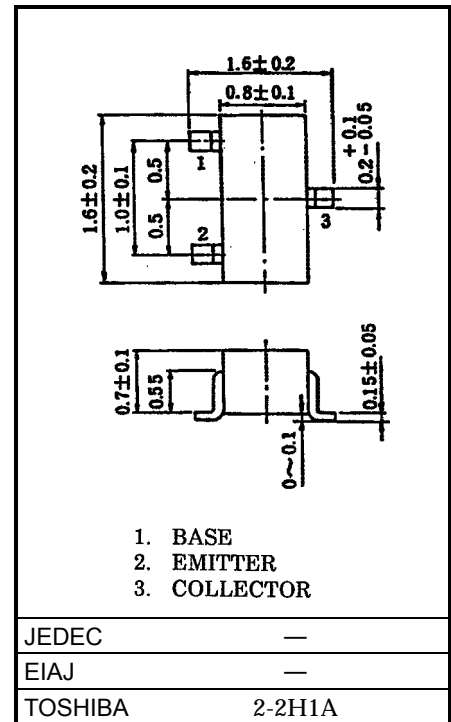 1.6±0.2
0.8±0.1
1
1.6±0.2
1.0±0.1
0.5
0.5
2
3
+0.1
0.2-0.05
0.7±0.1
0.55
0.15±0.05
0~0.1
1. BASE
2. EMITTER
3. COLLECTOR
JEDEC —
EIAJ —
TOSHIBA 2-2H1A